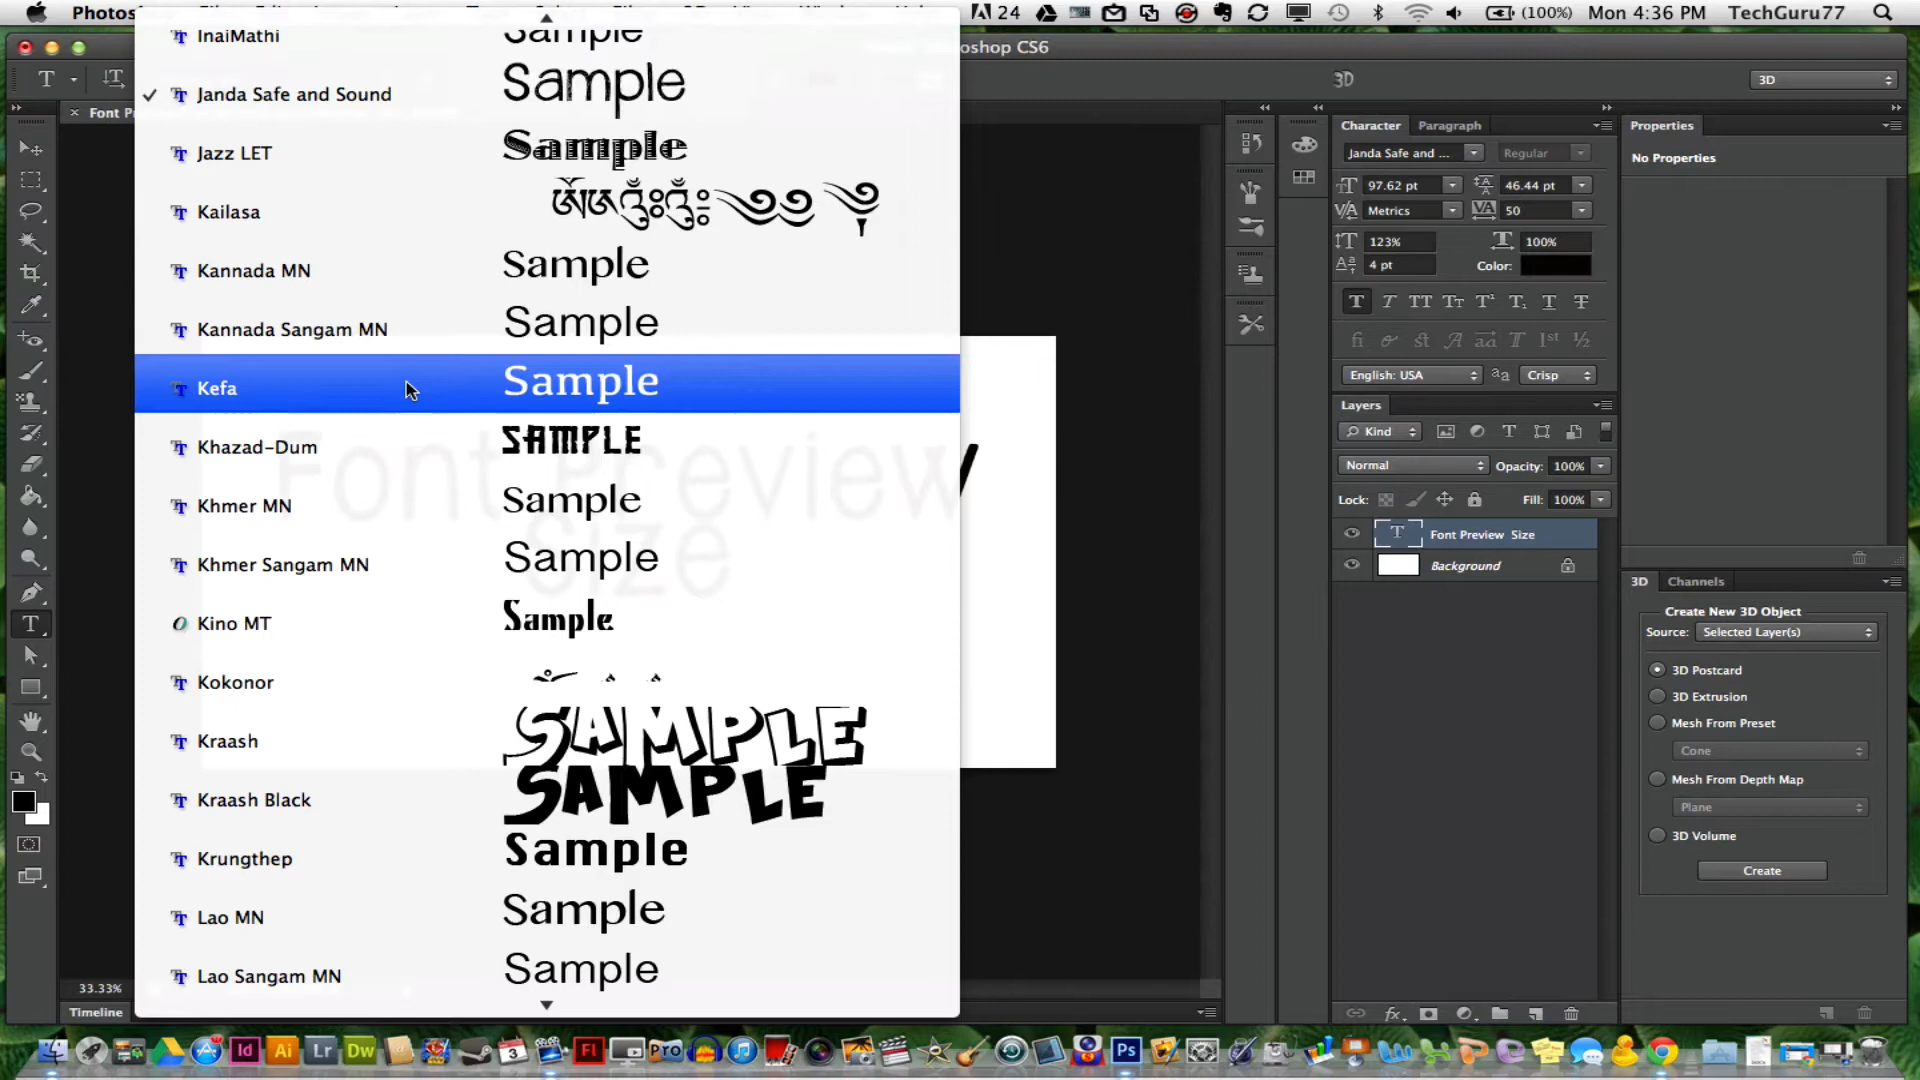 Photos
24
(100%)
Mon 4:36 PM
TechGuru77
oshop CS6
3D
3D
Font Pr
InaiMathi
Sample
Janda Safe and Sound
Sample
Jazz LET
Sample
Kailasa
Kannada MN
Sample
Kannada Sangam MN
Sample
Kefa
Sample
Khazad-Dum
SAMPLE
Khmer MN
Sample
Khmer Sangam MN
Sample
Kino MT
Sample
Kokonor
Kraash
SAMPLE
Kraash Black
SAMPLE
Krungthep
Sample
Lao MN
Sample
Lao Sangam MN
Sample
Font Preview
Size
33.33%
Timeline
Character
Paragraph
Janda Safe and ...
Regular
97.62 pt
46.44 pt
Metrics
50
123%
100%
4 pt
Color:
English: USA
Crisp
Layers
Kind
Normal
Opacity: 100%
Lock:
Fill: 100%
Font Preview Size
Background
Properties
No Properties
3D
Channels
Create New 3D Object
Source: Selected Layer(s)
3D Postcard
3D Extrusion
Mesh From Preset
Cone
Mesh From Depth Map
Plane
3D Volume
Create
Id
Ai
Lr
Dw
3
Fl
Pro
Ps